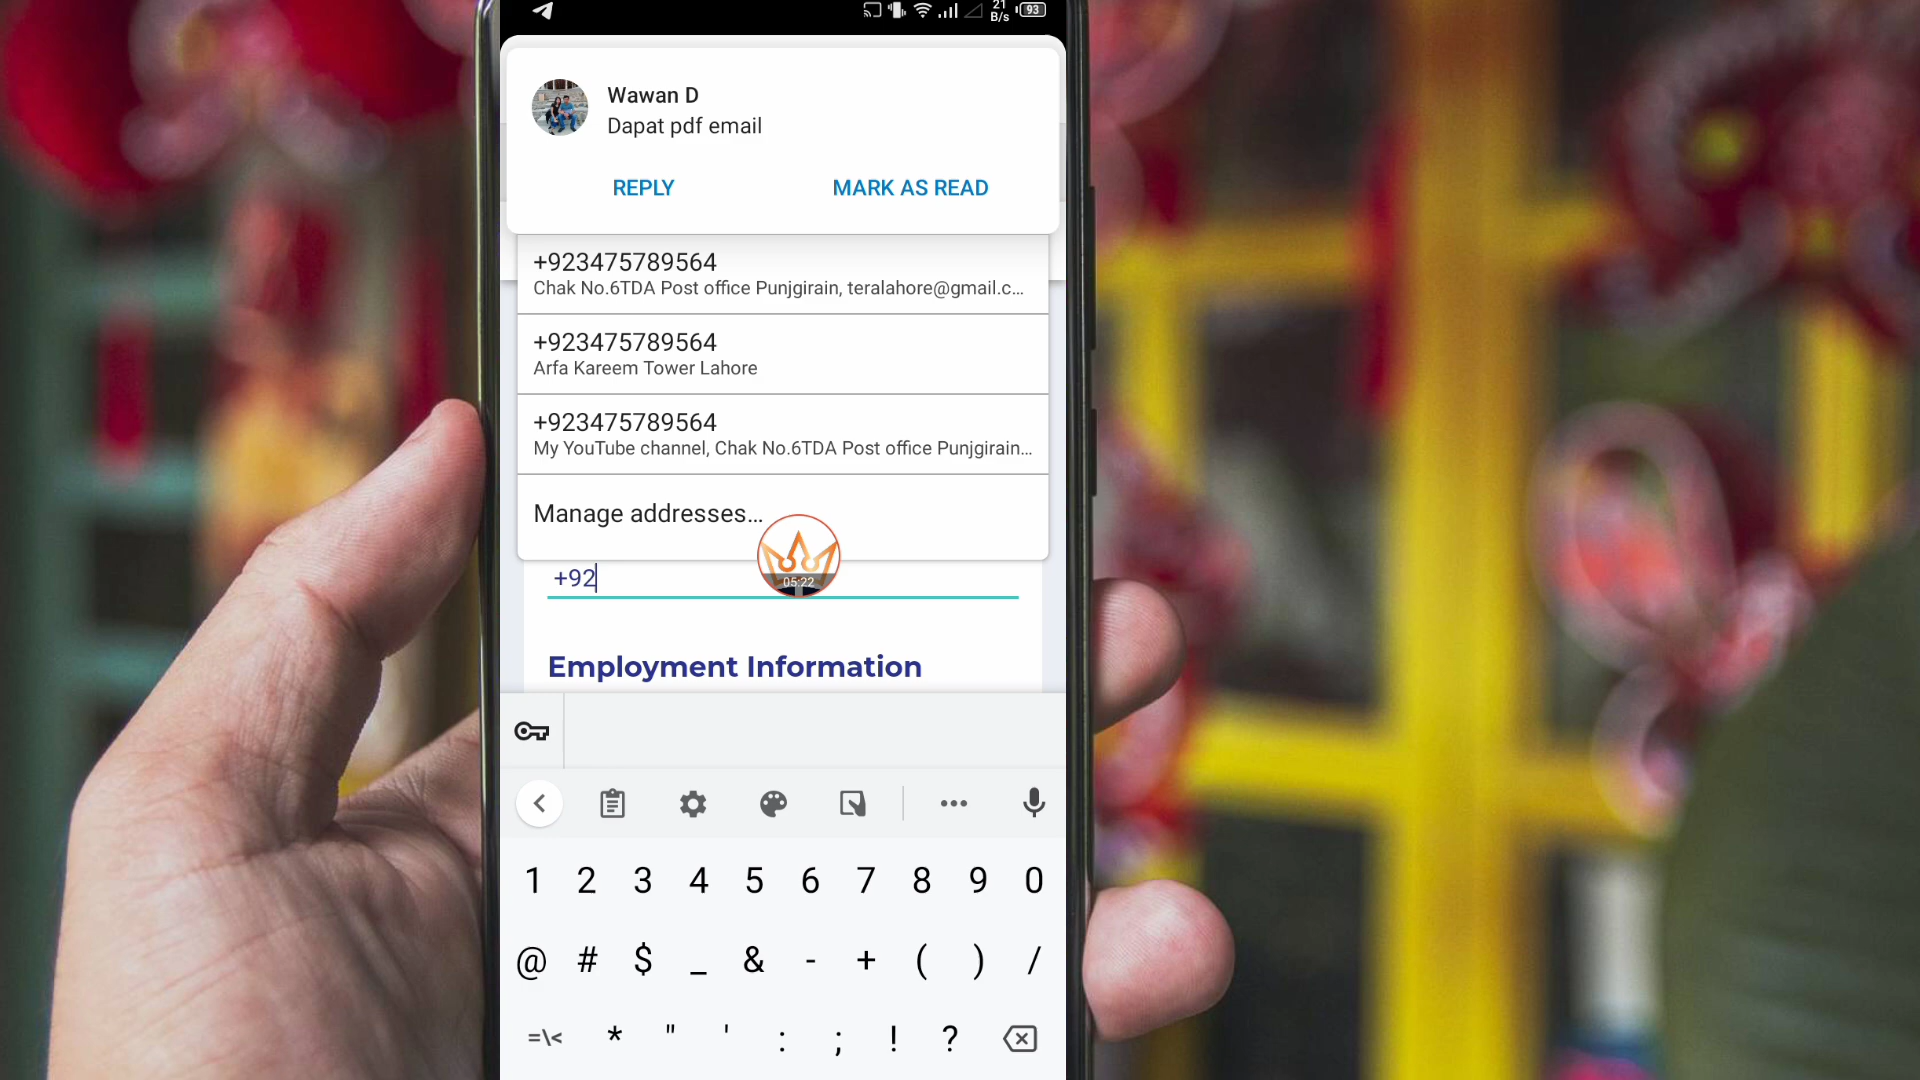 21
B/s
93
Wawan D
Dapat pdf email
REPLY
MARK AS READ
+923475789564
Chak No.6TDA Post office Punjgirain, teralahore@gmail.c...
+923475789564
Arfa Kareem Tower Lahore
+923475789564
My YouTube channel, Chak No.6TDA Post office Punjgirain...
Manage addresses...
05:22
+92
Employment Information
1 2 3 4 5 6 7 8 9 0
@ # $ _ & - + ( ) /
=\< * " ' : ; ! ?